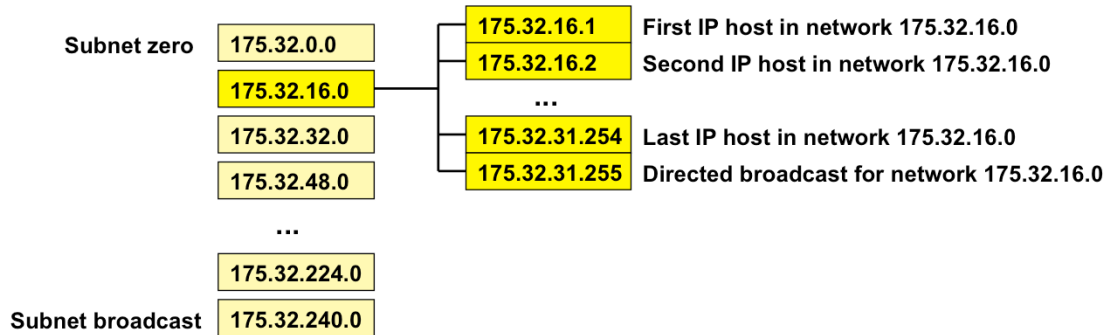 Subnet zero 175.32.0.0
175.32.16.0
175.32.32.0
175.32.48.0
...
175.32.224.0
Subnet broadcast 175.32.240.0
175.32.16.1 First IP host in network 175.32.16.0
175.32.16.2 Second IP host in network 175.32.16.0
...
175.32.31.254 Last IP host in network 175.32.16.0
175.32.31.255 Directed broadcast for network 175.32.16.0